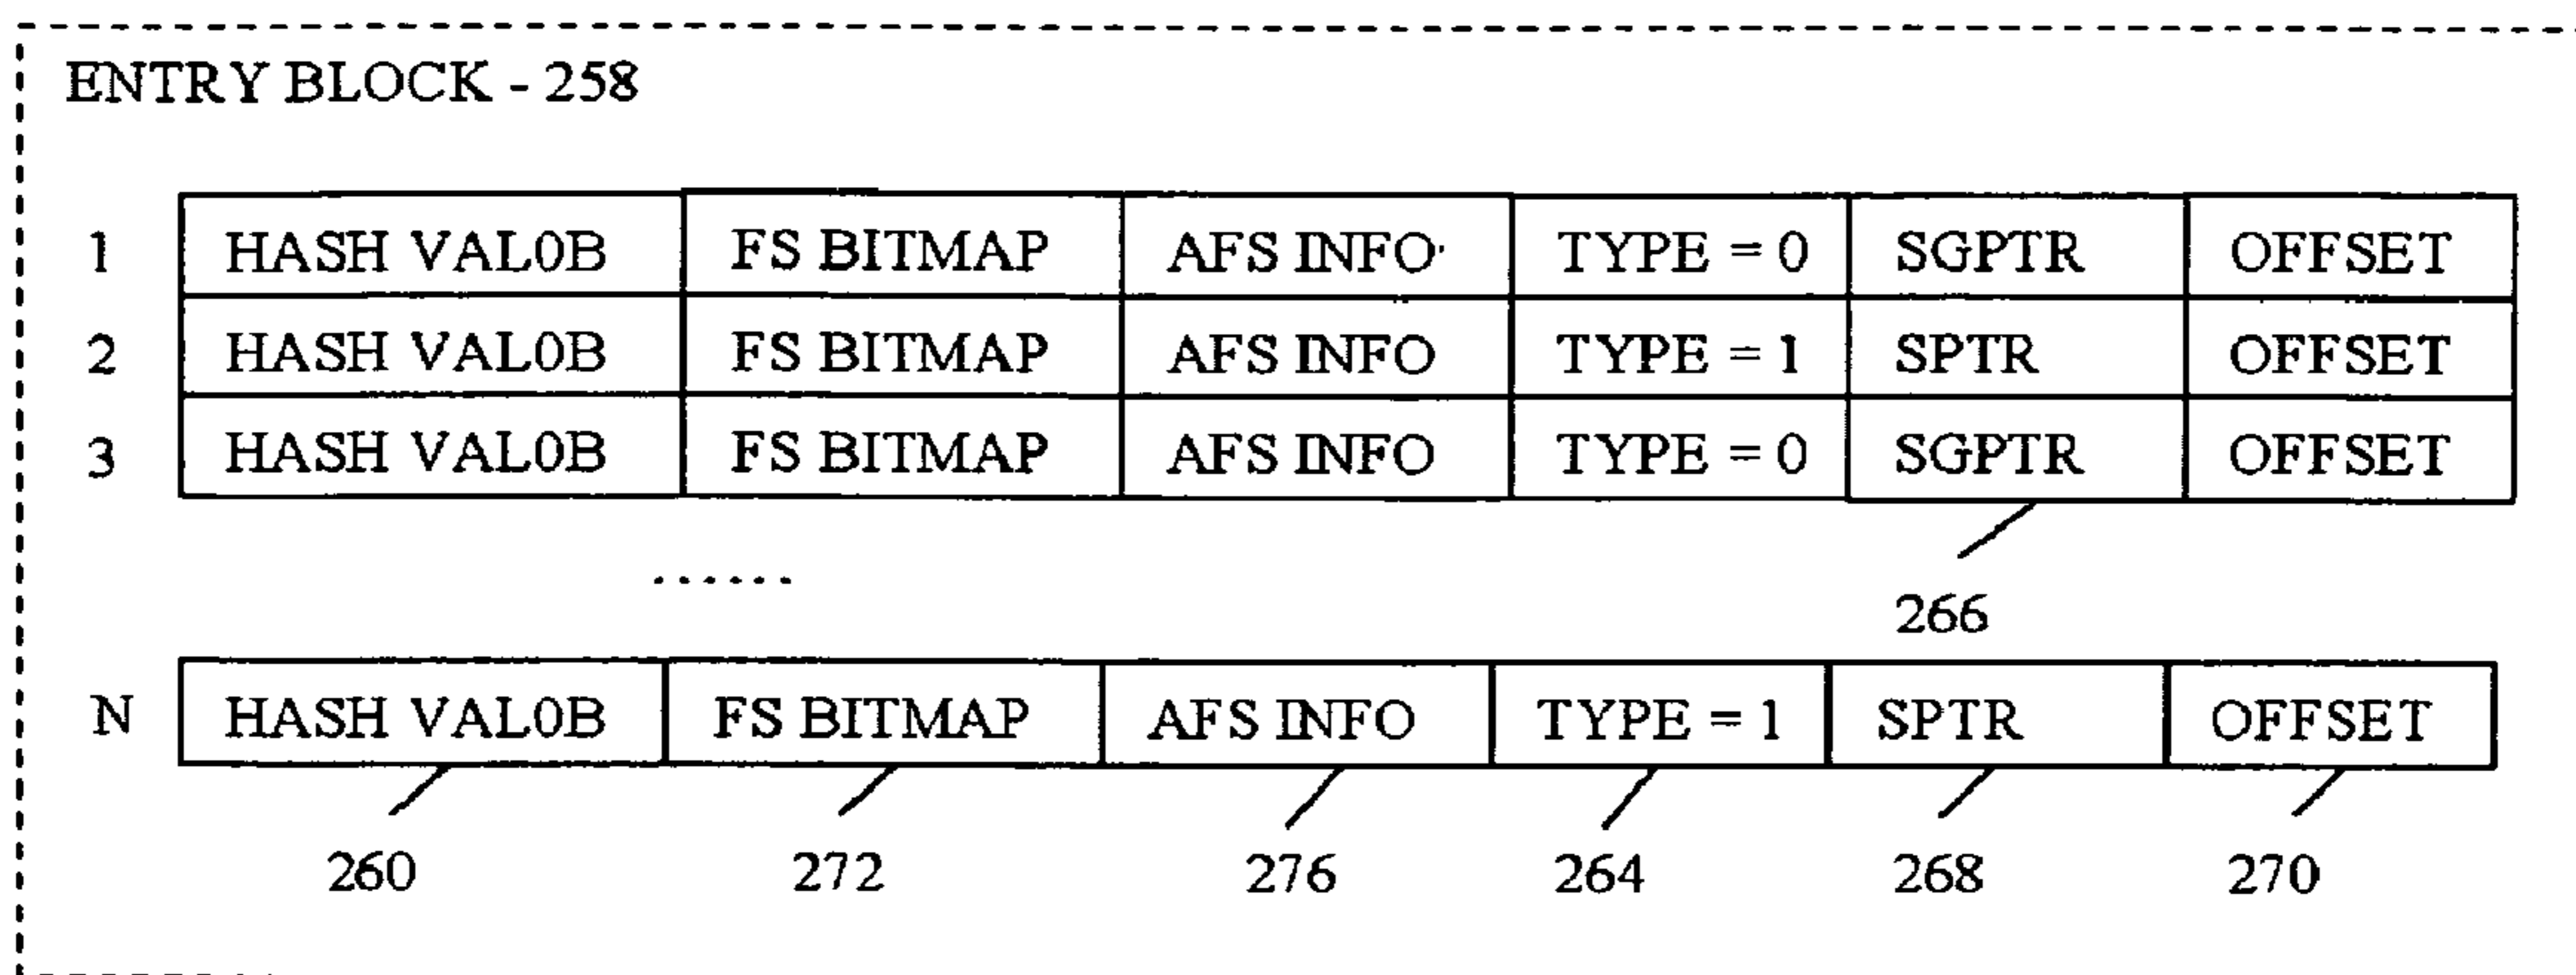 ENTRY BLOCK - 258
1 HASH VAL0B FS BITMAP AFS INFO TYPE = 0 SGPTR OFFSET
2 HASH VAL0B FS BITMAP AFS INFO TYPE = 1 SPTR OFFSET
3 HASH VAL0B FS BITMAP AFS INFO TYPE = 0 SGPTR OFFSET
......
266
N HASH VAL0B FS BITMAP AFS INFO TYPE = 1 SPTR OFFSET
260 272 276 264 268 270